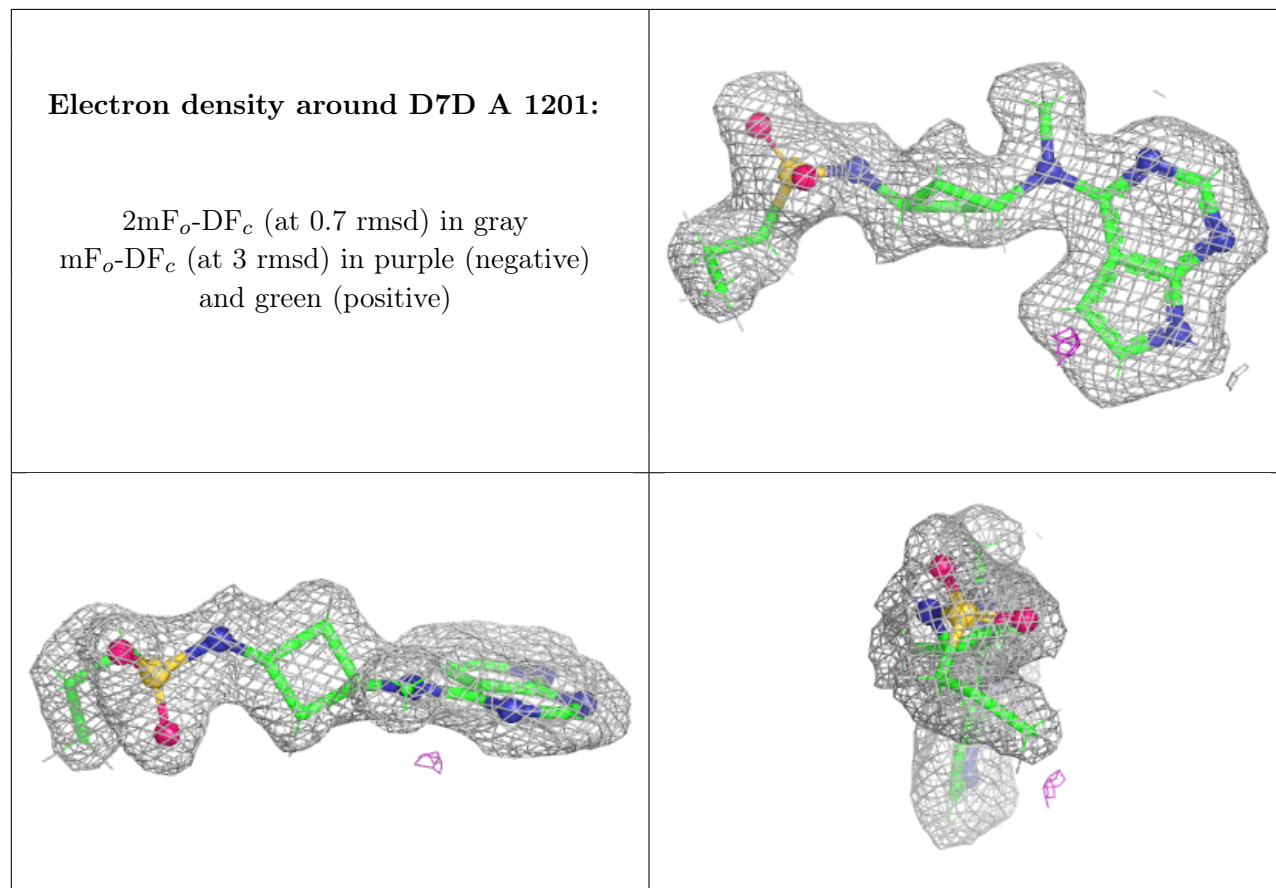 Electron density around D7D A 1201:
2mFo-DFc (at 0.7 rmsd) in gray
mFo-DFc (at 3 rmsd) in purple (negative)
and green (positive)